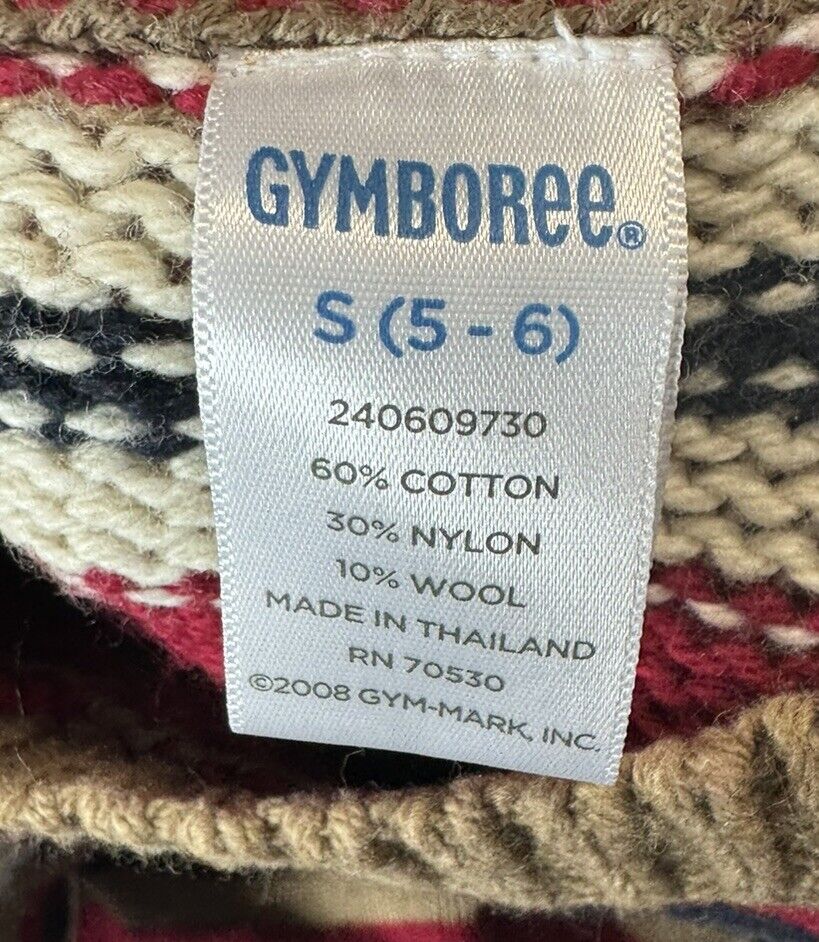 GYMBORee®
S (5 - 6)
240609730
60% COTTON
30% NYLON
10% WOOL
MADE IN THAILAND
RN 70530
©2008 GYM-MARK, INC.